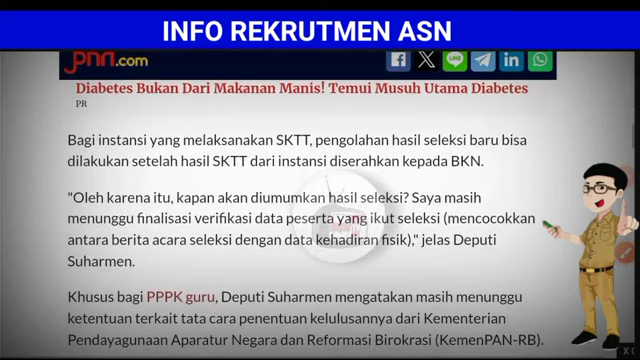 INFO REKRUTMEN ASN
jpnn.com
Diabetes Bukan Dari Makanan Manis! Temui Musuh Utama Diabetes
PR
Bagi instansi yang melaksanakan SKTT, pengolahan hasil seleksi baru bisa
dilakukan setelah hasil SKTT dari instansi diserahkan kepada BKN.
"Oleh karena itu, kapan akan diumumkan hasil seleksi? Saya masih
menunggu finalisasi verifikasi data peserta yang ikut seleksi (mencocokkan
antara berita acara seleksi dengan data kehadiran fisik)," jelas Deputi
Suharmen.
Khusus bagi PPPK guru, Deputi Suharmen mengatakan masih menunggu
ketentuan terkait tata cara penentuan kelulusannya dari Kementerian
Pendayagunaan Aparatur Negara dan Reformasi Birokrasi (KemenPAN-RB).